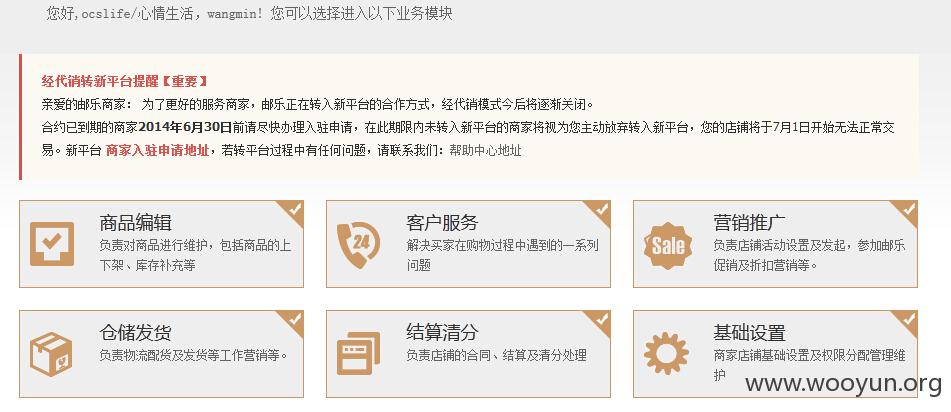 您好,ocslife/心情生活，wangmin! 您可以选择进入以下业务模块
经代销转新平台提醒【重要】
亲爱的邮乐商家： 为了更好的服务商家，邮乐正在转入新平台的合作方式，经代销模式今后将逐渐关闭。
合约已到期的商家2014年6月30日前请尽快办理入驻申请，在此期限内未转入新平台的商家将视为您主动放弃转入新平台，您的店铺将于7月1日开始无法正常交
易。新平台 商家入驻申请地址，若转平台过程中有任何问题，请联系我们：帮助中心地址
商品编辑
负责对商品进行维护，包括商品的上
下架、库存补充等
24
客户服务
解决买家在购物过程中遇到的一系列
问题
Sale
营销推广
负责店铺活动设置及发起，参加邮乐
促销及折扣营销等。
仓储发货
负责物流配货及发货等工作营销等。
结算清分
负责店铺的合同、结算及清分处理
基础设置
商家店铺基础设置及权限分配管理维
护
www.wooyun.org